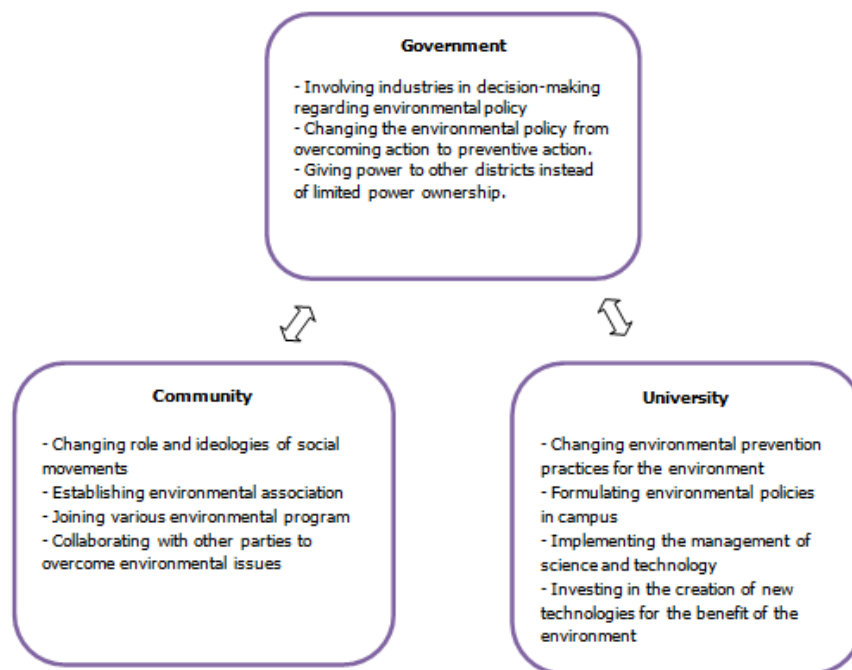 Government
- Involving industries in decision-making
regarding environmental policy
- Changing the environmental policy from
overcoming action to preventive action.
- Giving power to other districts instead
of limited power ownership.
Community
- Changing role and ideologies of social
movements
- Establishing environmental association
- Joining various environmental program
- Collaborating with other parties to
overcome environmental issues
University
- Changing environmental prevention
practices for the environment
- Formulating environmental policies
in campus
- Implementing the management of
science and technology
- Investing in the creation of new
technologies for the benefit of the
environment